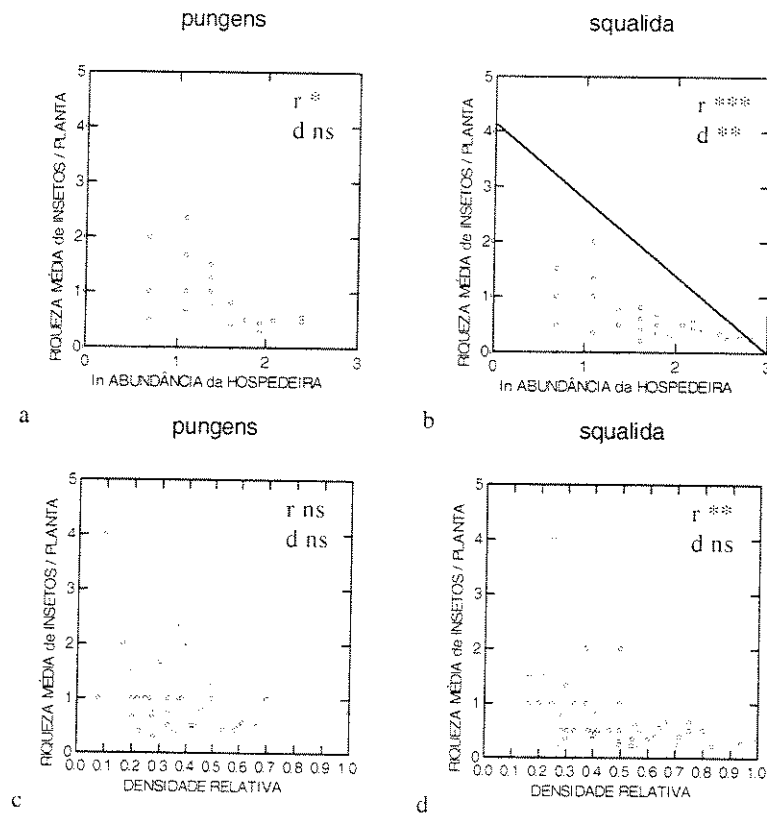 pungens
RIQUEZA MÉDIA de INSETOS / PLANTA
5
4
3
2
1
0
r *
d ns
0 1 2 3
ln ABUNDÂNCIA da HOSPEDEIRA
a
squalida
RIQUEZA MÉDIA de INSETOS / PLANTA
5
4
3
2
1
0
r ***
d **
0 1 2 3
ln ABUNDÂNCIA da HOSPEDEIRA
b
pungens
RIQUEZA MÉDIA de INSETOS / PLANTA
5
4
3
2
1
0
r ns
d ns
0.0 0.1 0.2 0.3 0.4 0.5 0.6 0.7 0.8 0.9 1.0
DENSIDADE RELATIVA
c
squalida
RIQUEZA MÉDIA de INSETOS / PLANTA
5
4
3
2
1
0
r **
d ns
0.0 0.1 0.2 0.3 0.4 0.5 0.6 0.7 0.8 0.9 1.0
DENSIDADE RELATIVA
d